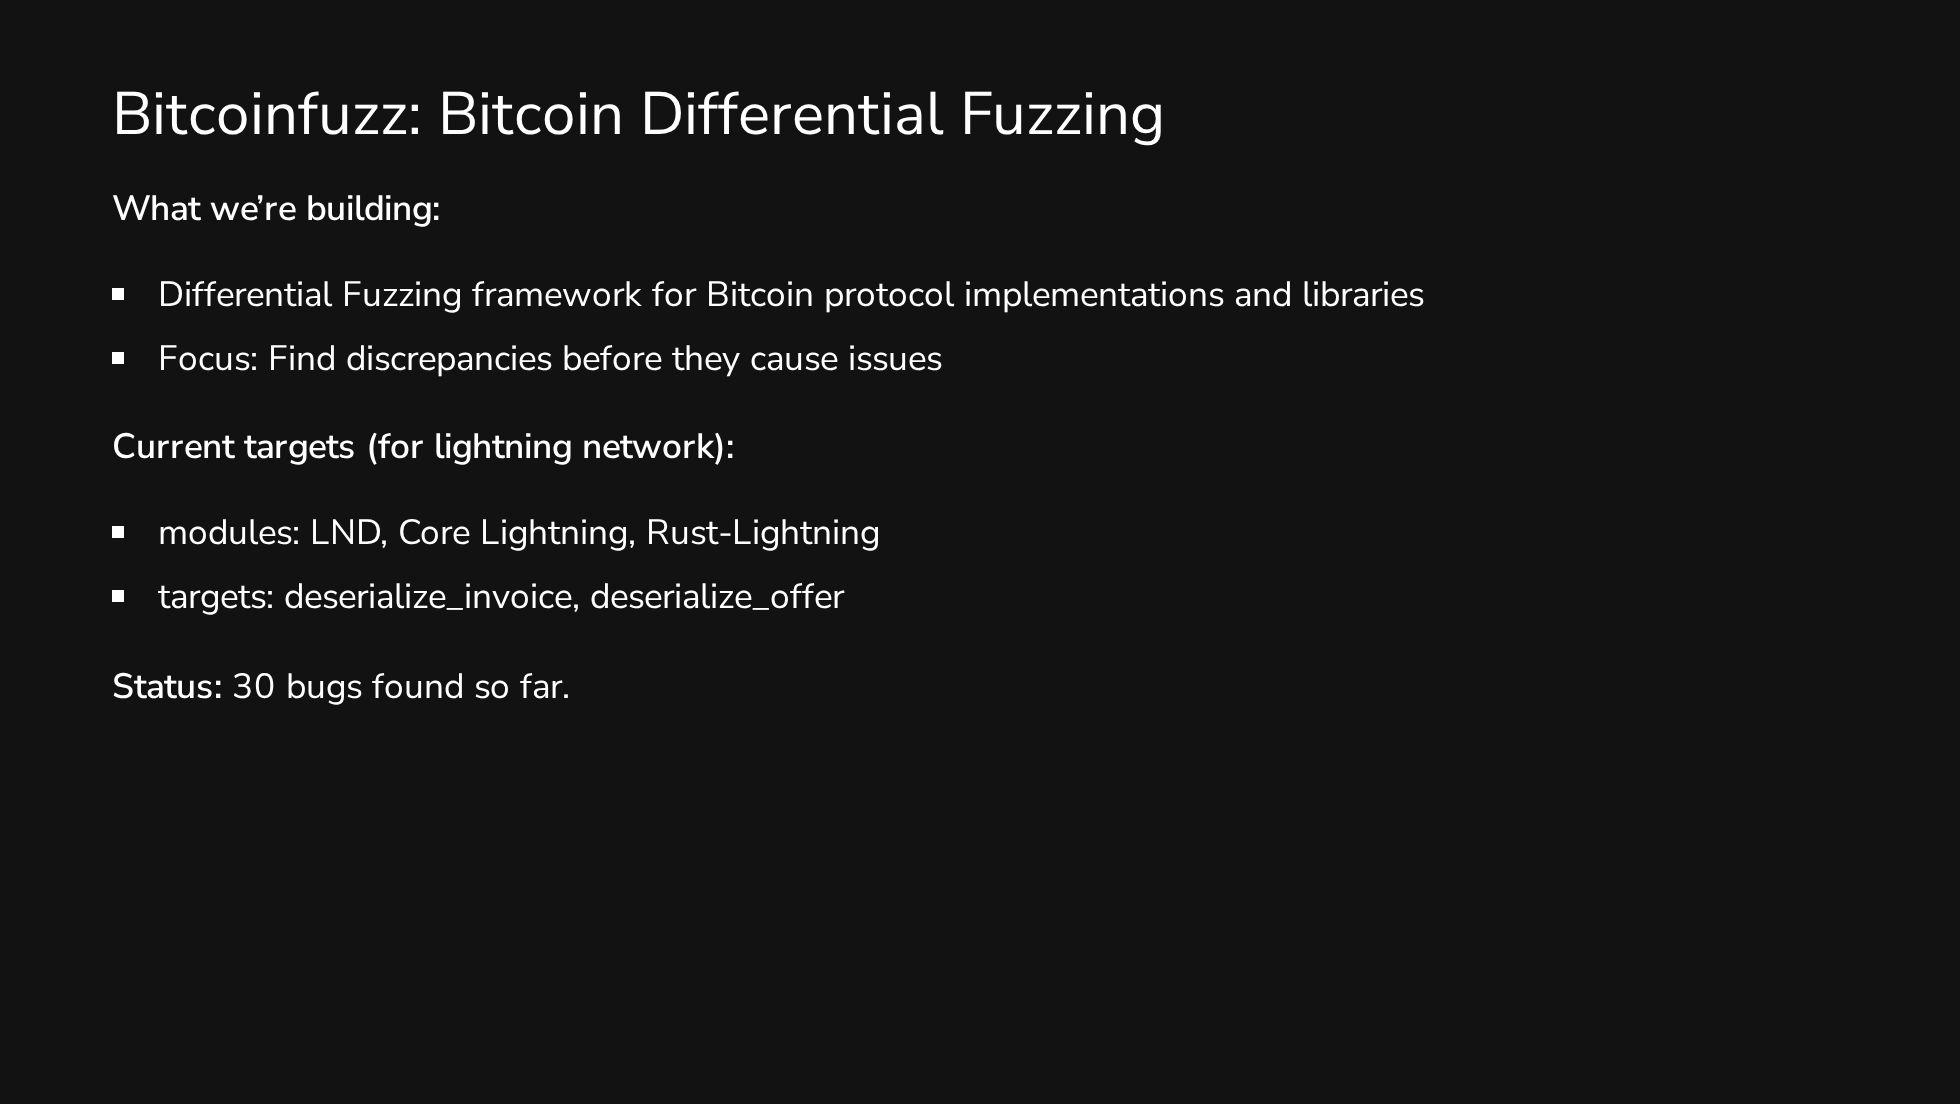 Bitcoinfuzz: Bitcoin Differential Fuzzing
What we’re building:
▪ Differential Fuzzing framework for Bitcoin protocol implementations and libraries
▪ Focus: Find discrepancies before they cause issues
Current targets (for lightning network):
▪ modules: LND, Core Lightning, Rust-Lightning
▪ targets: deserialize_invoice, deserialize_offer
Status: 30 bugs found so far.